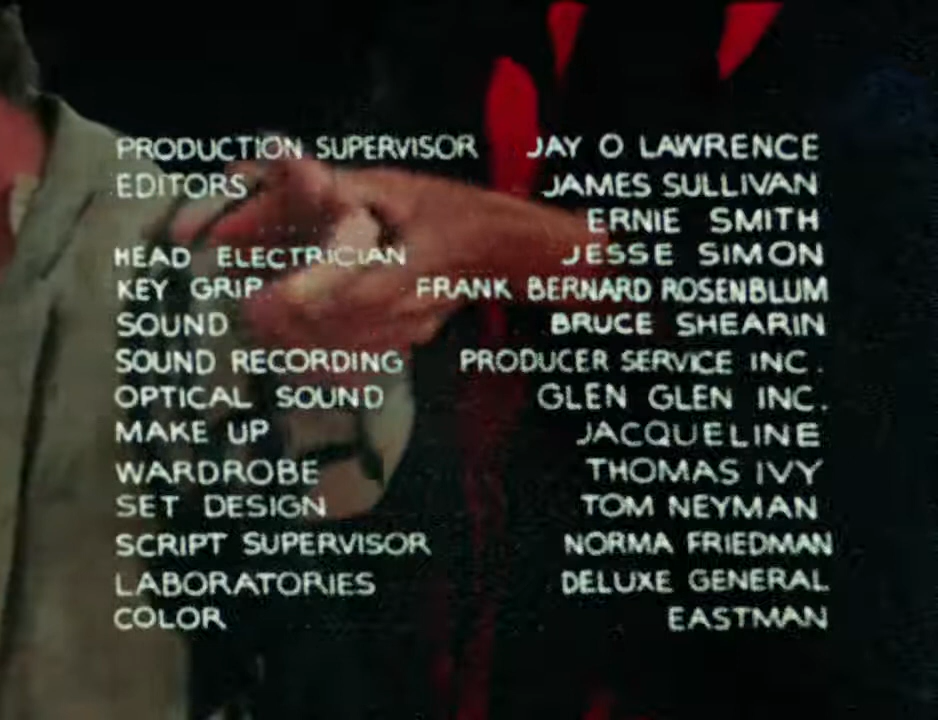 PRODUCTION SUPERVISOR JAY O LAWRENCE
EDITORS JAMES SULLIVAN
ERNIE SMITH
HEAD ELECTRICIAN JESSE SIMON
KEY GRIP FRANK BERNARD ROSENBLUM
SOUND BRUCE SHEARIN
SOUND RECORDING PRODUCER SERVICE INC.
OPTICAL SOUND GLEN GLEN INC.
MAKE UP JACQUELINE
WARDROBE THOMAS IVY
SET DESIGN TOM NEYMAN
SCRIPT SUPERVISOR NORMA FRIEDMAN
LABORATORIES DELUXE GENERAL
COLOR EASTMAN